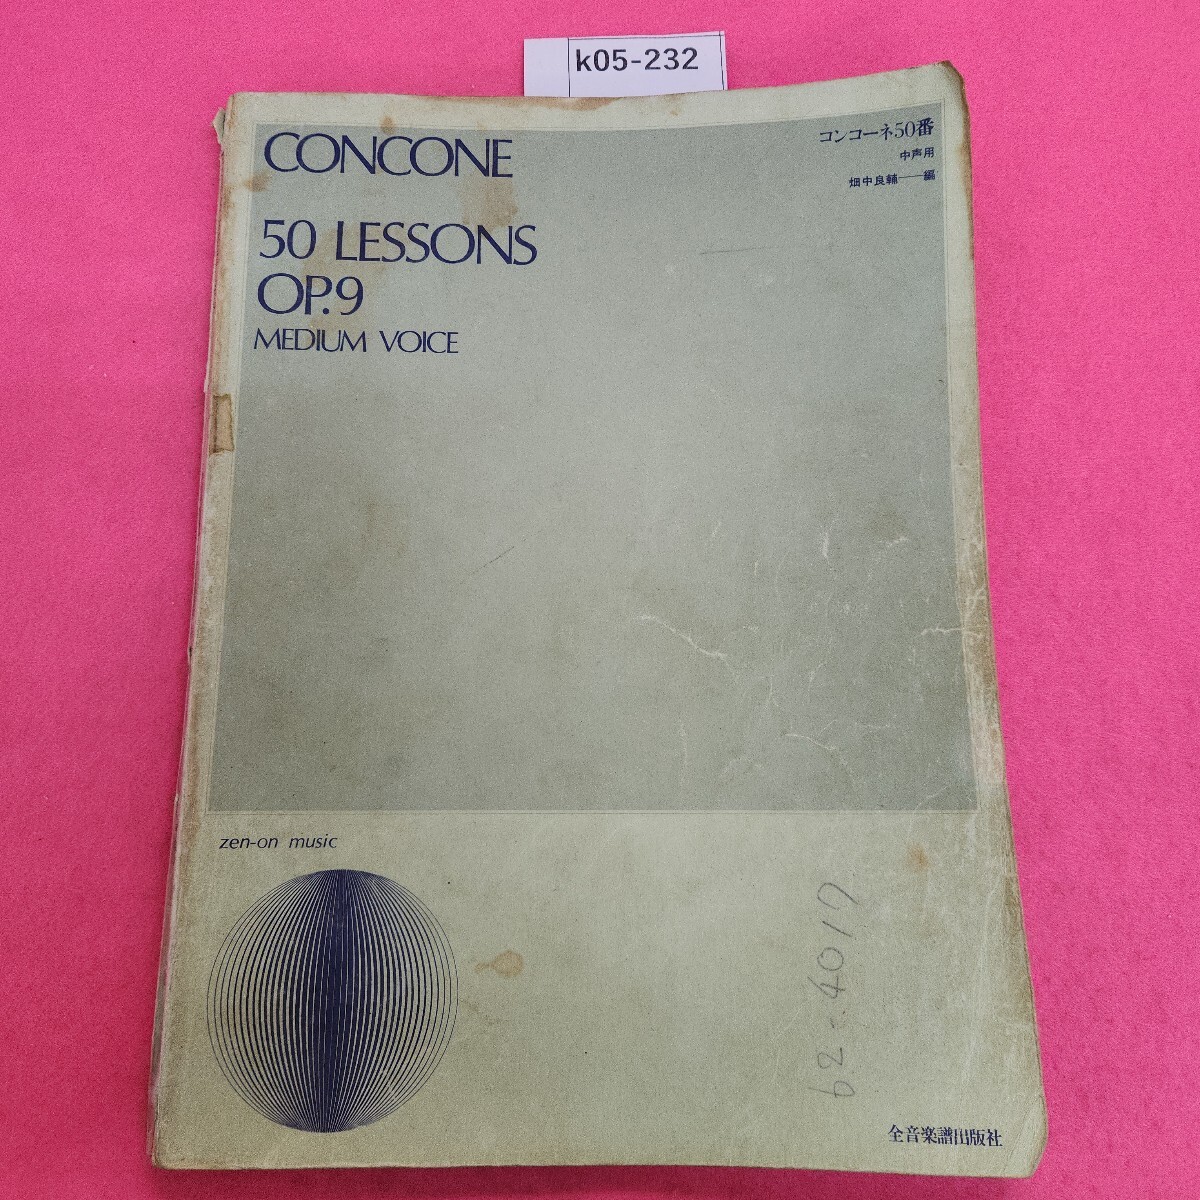 k05-232
CONCONE
50 LESSONS
OP.9
MEDIUM VOICE
コンコーネ50番
中声用
畑中良輔——編
zen-on music
62-4017
全音楽譜出版社